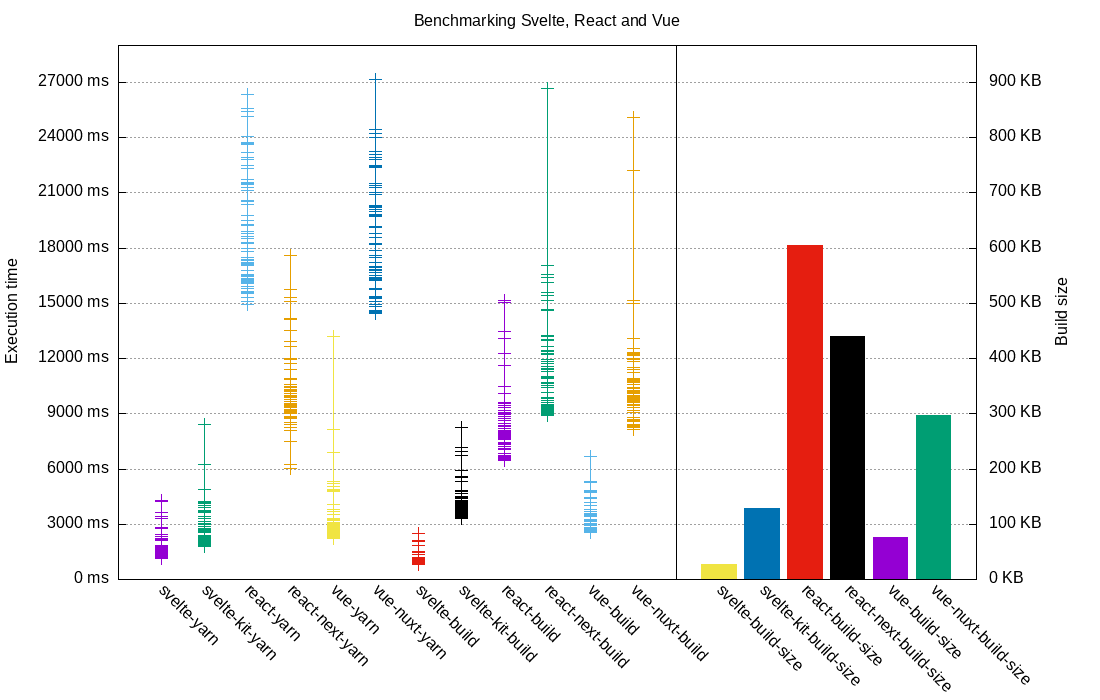 Benchmarking Svelte, React and Vue
Execution time
27000 ms
24000 ms
21000 ms
18000 ms
15000 ms
12000 ms
9000 ms
6000 ms
3000 ms
0 ms
900 KB
800 KB
700 KB
600 KB
500 KB
400 KB
300 KB
200 KB
100 KB
0 KB
Build size
svelte-yarn
svelte-kit-yarn
react-yarn
react-next-yarn
vue-yarn
vue-nuxt-yarn
svelte-build
svelte-kit-build
react-build
react-next-build
vue-build
vue-nuxt-build
svelte-build-size
svelte-kit-build-size
react-build-size
react-next-build-size
vue-build-size
vue-nuxt-build-size